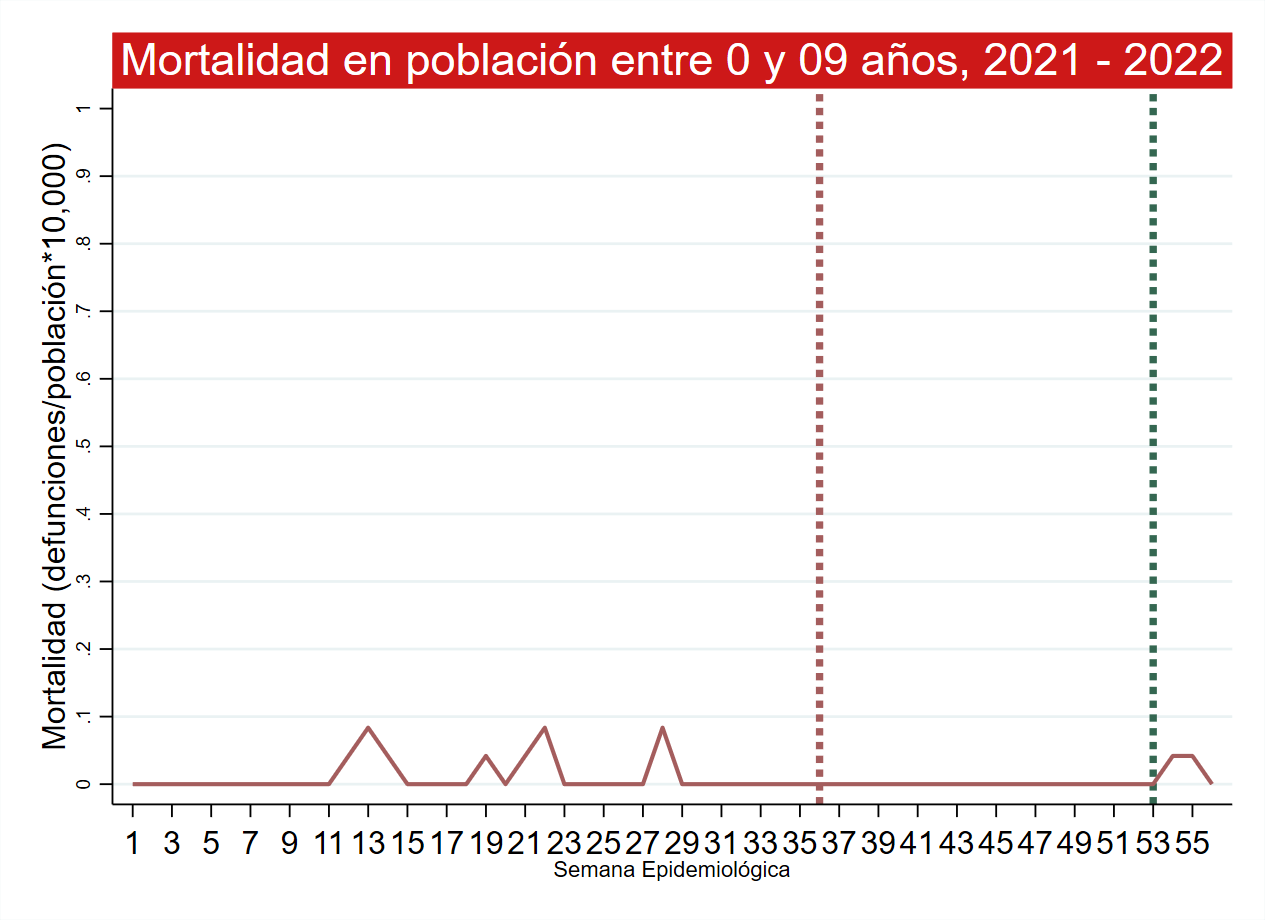 Mortalidad en población entre 0 y 09 años, 2021 - 2022
Mortalidad (defunciones/población*10,000)
1
.9
.8
.7
.6
.5
.4
.3
.2
.1
0
1 3 5 7 9 11 13 15 17 19 21 23 25 27 29 31 33 35 37 39 41 43 45 47 49 51 53 55
Semana Epidemiológica